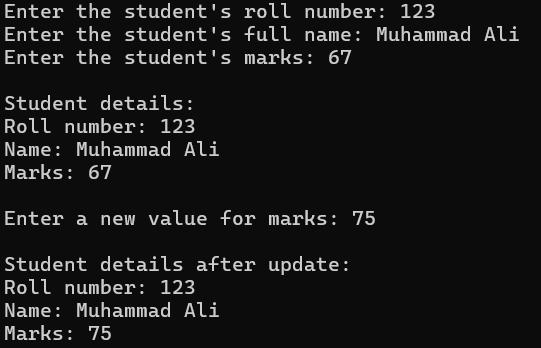 Enter the student's roll number: 123
Enter the student's full name: Muhammad Ali
Enter the student's marks: 67
Student details:
Roll number: 123
Name: Muhammad Ali
Marks: 67
Enter a new value for marks: 75
Student details after update:
Roll number: 123
Name: Muhammad Ali
Marks: 75